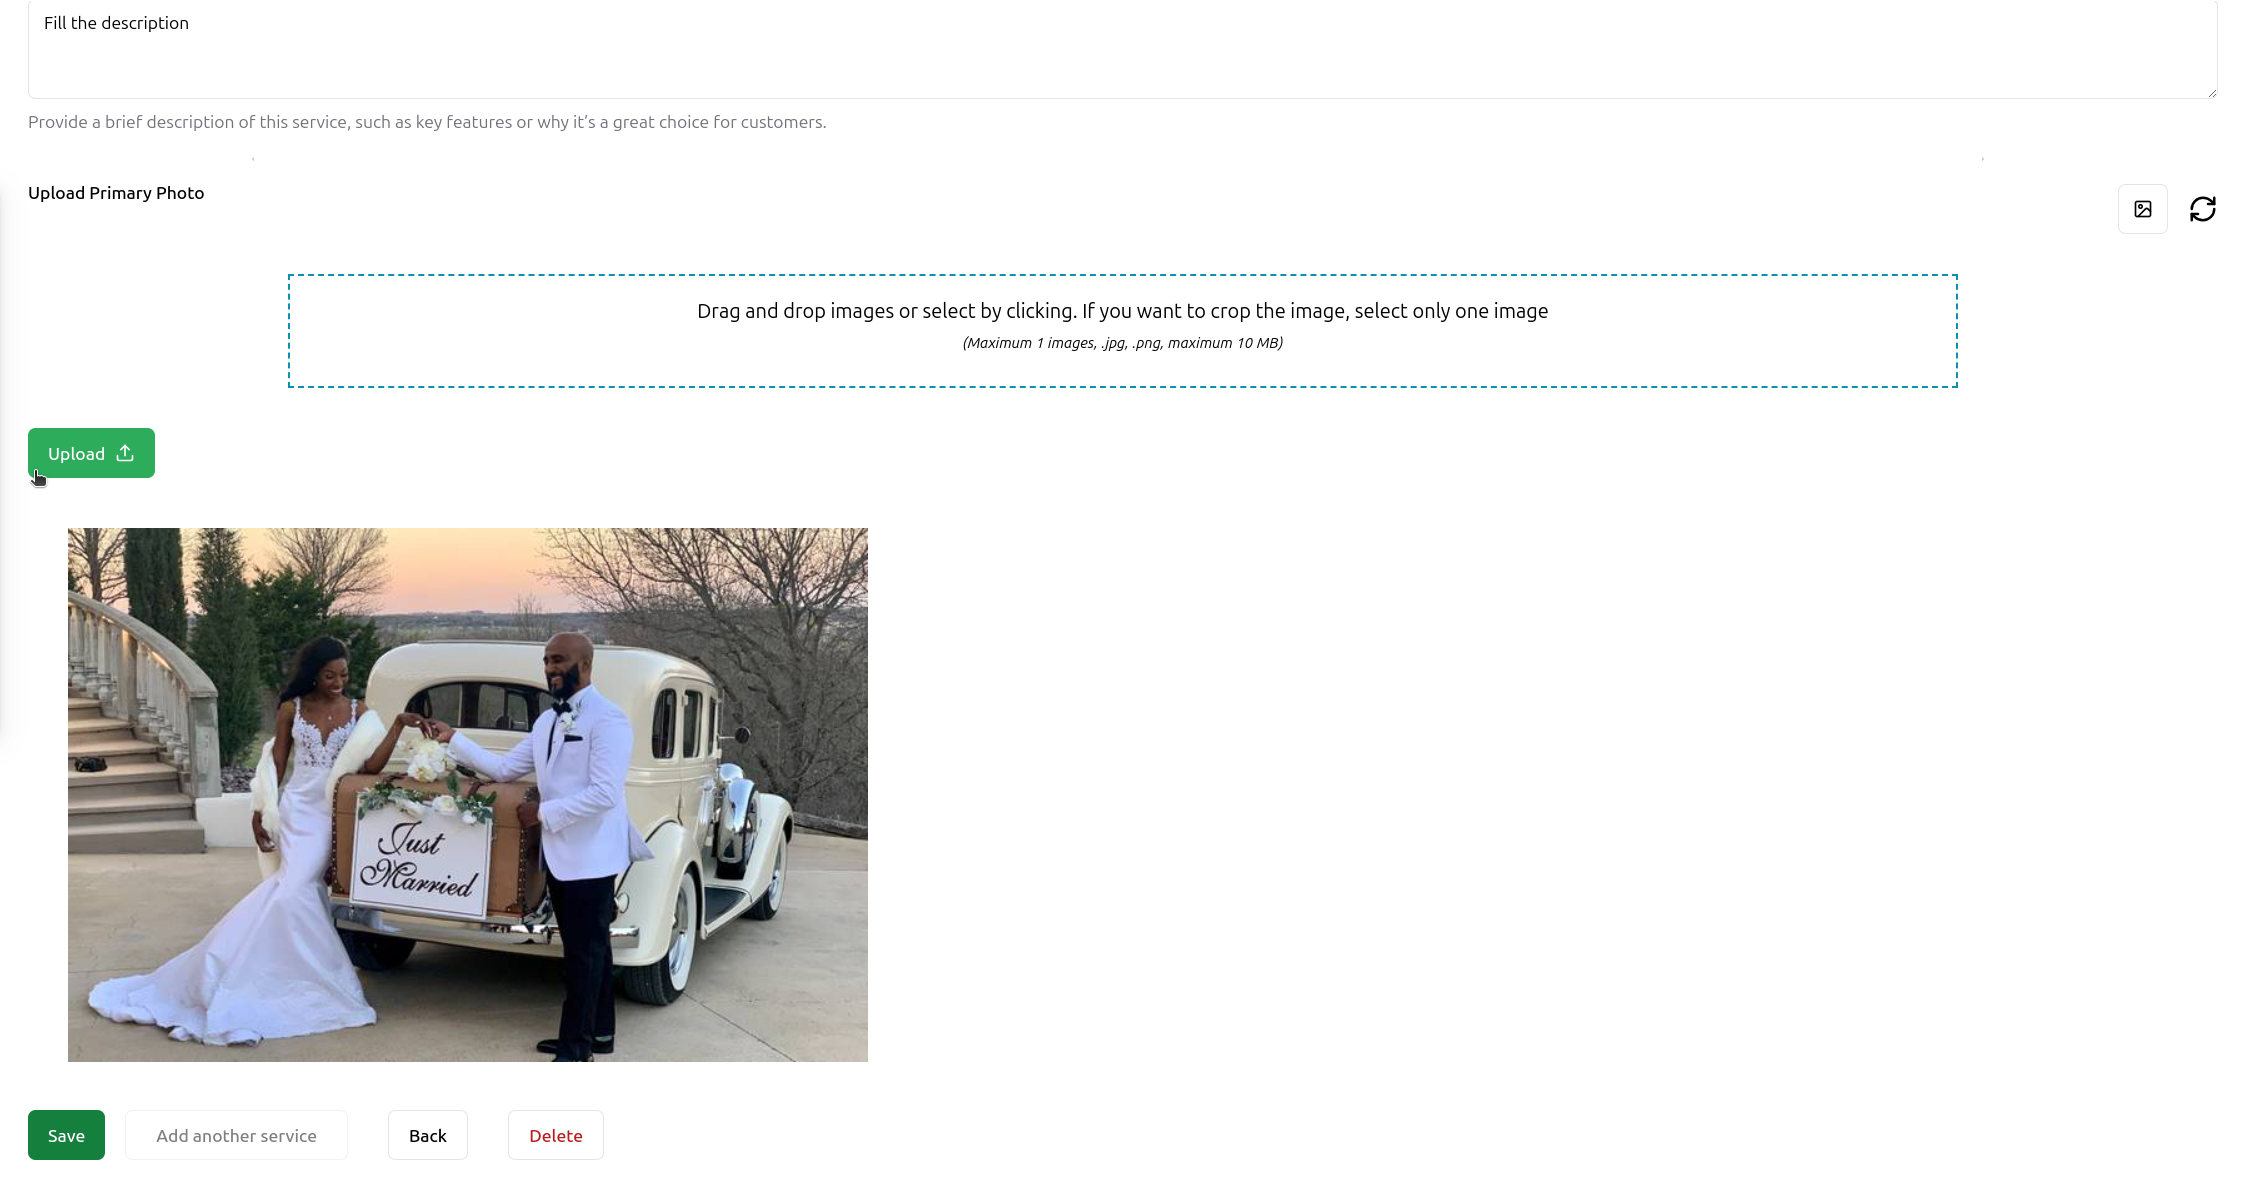 Fill the description
Provide a brief description of this service, such as key features or why it’s a great choice for customers.
Upload Primary Photo
Drag and drop images or select by clicking. If you want to crop the image, select only one image
(Maximum 1 images, .jpg, .png, maximum 10 MB)
Upload
Just
Married
Save
Add another service
Back
Delete